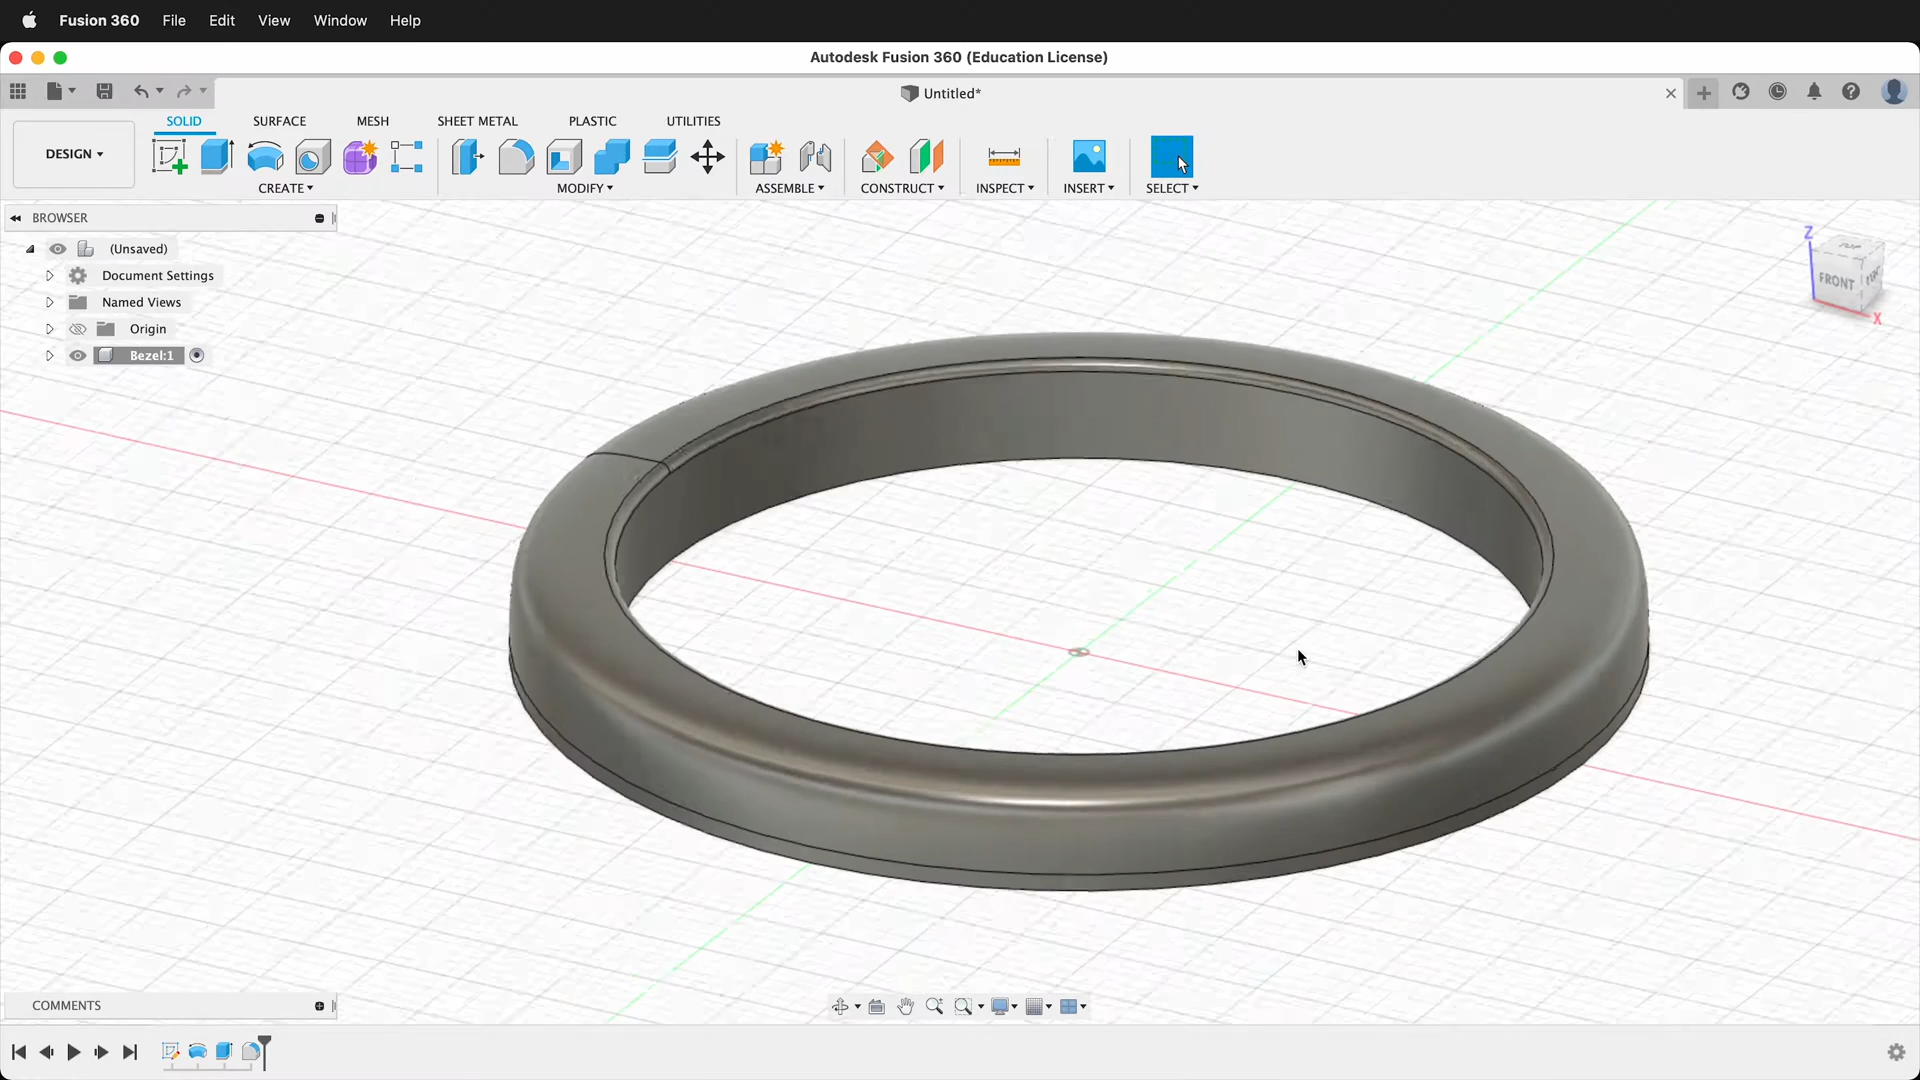 Fusion 360 File Edit View Window Help
Autodesk Fusion 360 (Education License)
Untitled*
SOLID SURFACE MESH SHEET METAL PLASTIC UTILITIES
DESIGN
CREATE MODIFY ASSEMBLE CONSTRUCT INSPECT INSERT SELECT
BROWSER
(Unsaved)
Document Settings
Named Views
Origin
Bezel:1
Z
TOP
FRONT
RIGHT
X
COMMENTS